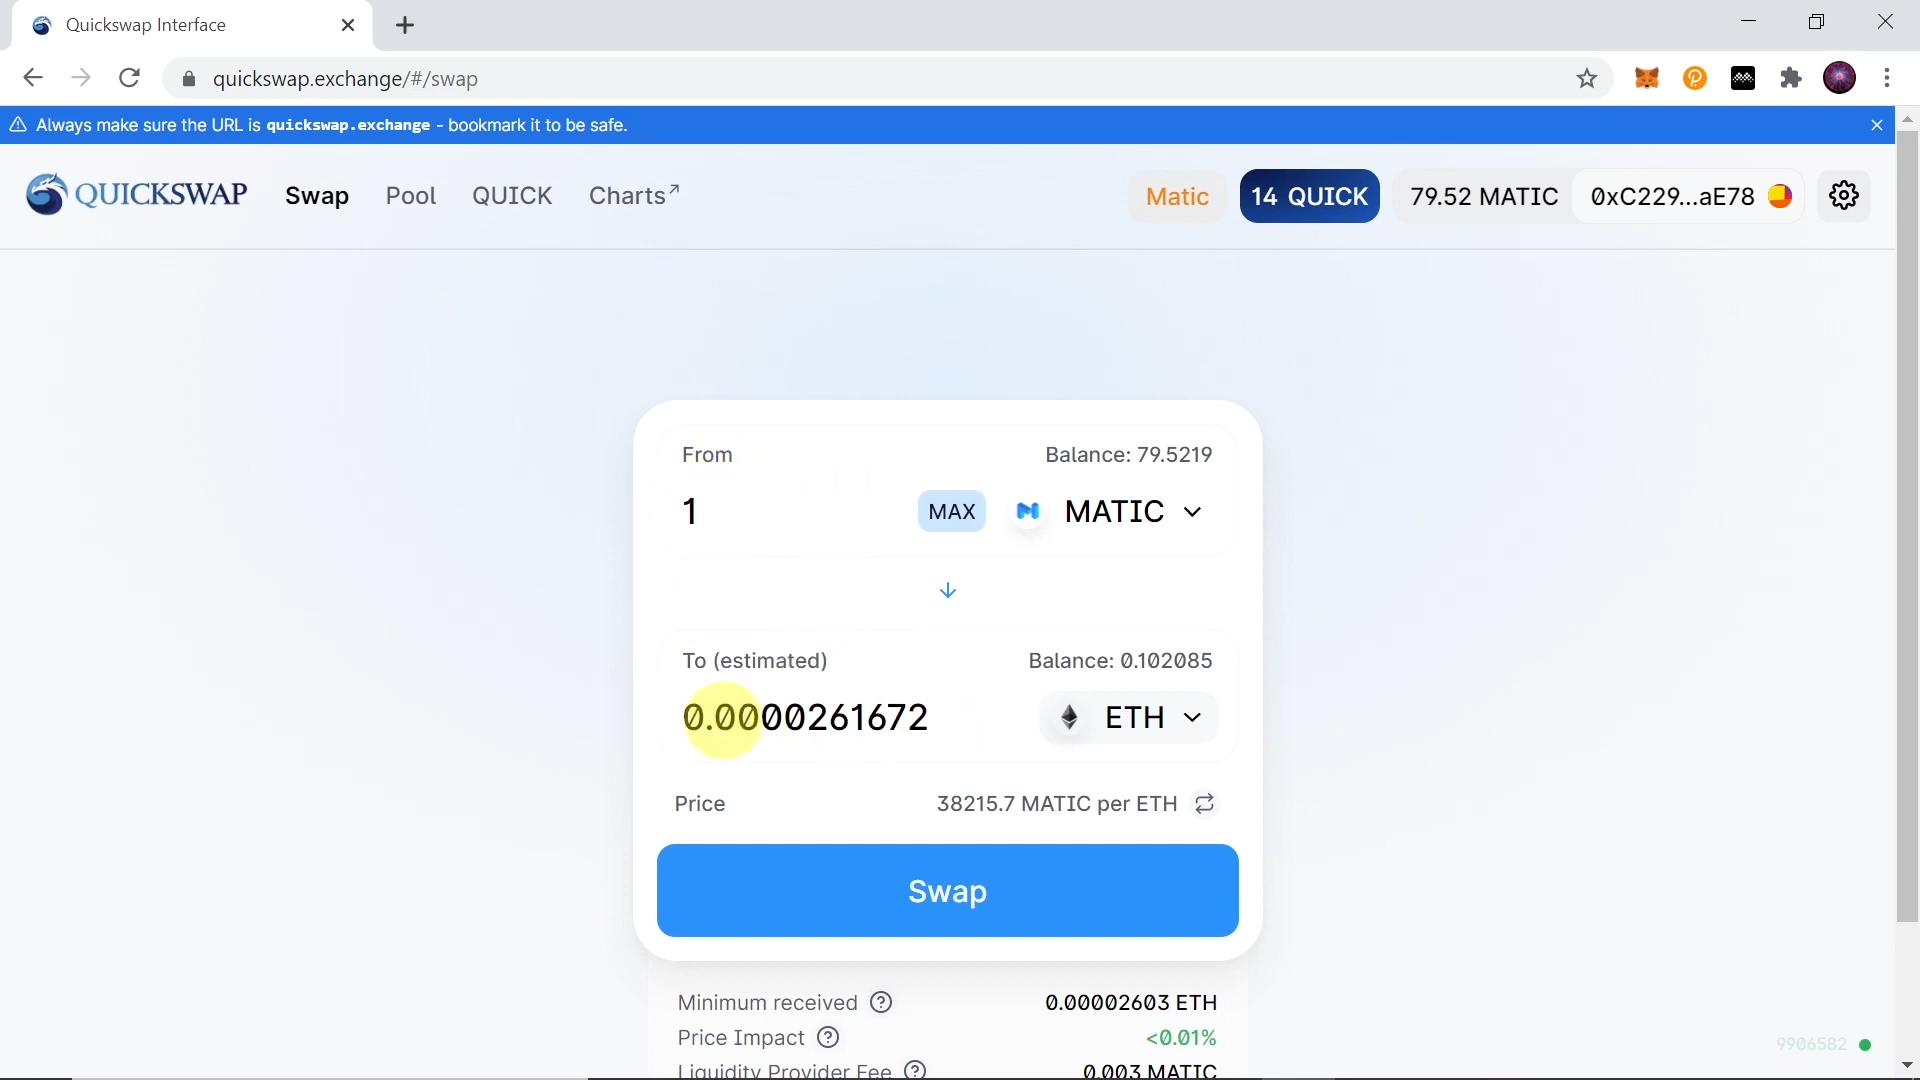 Quickswap Interface
quickswap.exchange/#/swap
Always make sure the URL is quickswap.exchange - bookmark it to be safe.
QUICKSWAP Swap Pool QUICK Charts↗ Matic 14 QUICK 79.52 MATIC 0xC229...aE78
From Balance: 79.5219
1 MAX MATIC
To (estimated) Balance: 0.102085
0.0000261672 ETH
Price 38215.7 MATIC per ETH
Swap
Minimum received ? 0.00002603 ETH
Price Impact ? <0.01%
Liquidity Provider Fee ? 0.003 MATIC
9906582